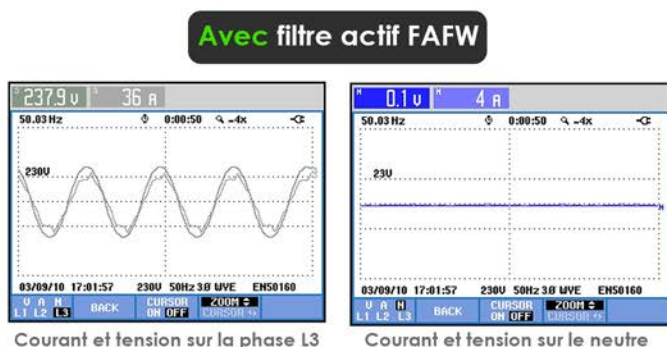 Avec filtre actif FAFW
S 237.9 V S 36 A
50.03 Hz 0:00:50 -4x
230V
03/09/10 17:01:57 230V 50Hz 3.0 WYE EN50160
V A N
L1 L2 L3
BACK
CURSOR
ON OFF
ZOOM
CURSOR
Courant et tension sur la phase L3
N 0.1 V N 4 A
50.03 Hz 0:00:50 -4x
23V
N
03/09/10 17:01:57 230V 50Hz 3.0 WYE EN50160
V A N
L1 L2 L3
BACK
CURSOR
ON OFF
ZOOM
CURSOR
Courant et tension sur le neutre